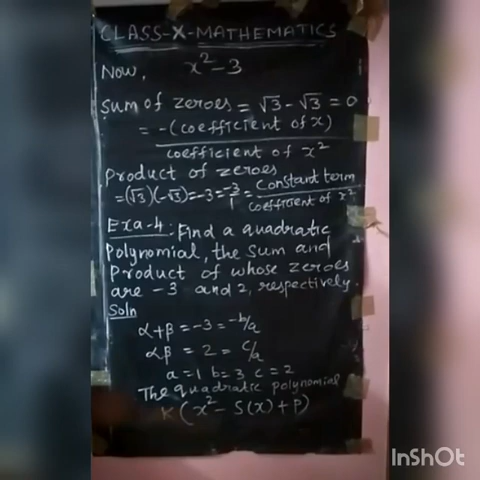 CLASS-X-MATHEMATICS
Now, x²-3
Sum of zeroes = √3 - √3 = 0
= -(coefficient of x)
coefficient of x²
Product of zeroes
= (√3)(-√3) = -3 = -3/1 = Constant term / coefficient of x²
Exa-4: Find a quadratic
Polynomial, the sum and
Product of whose zeroes
are -3 and 2, respectively.
Soln
α+β = -3 = -b/a
αβ = 2 = c/a
a=1 b=3 c=2
The quadratic polynomial
K(x² - S(x) + P)
InShOt